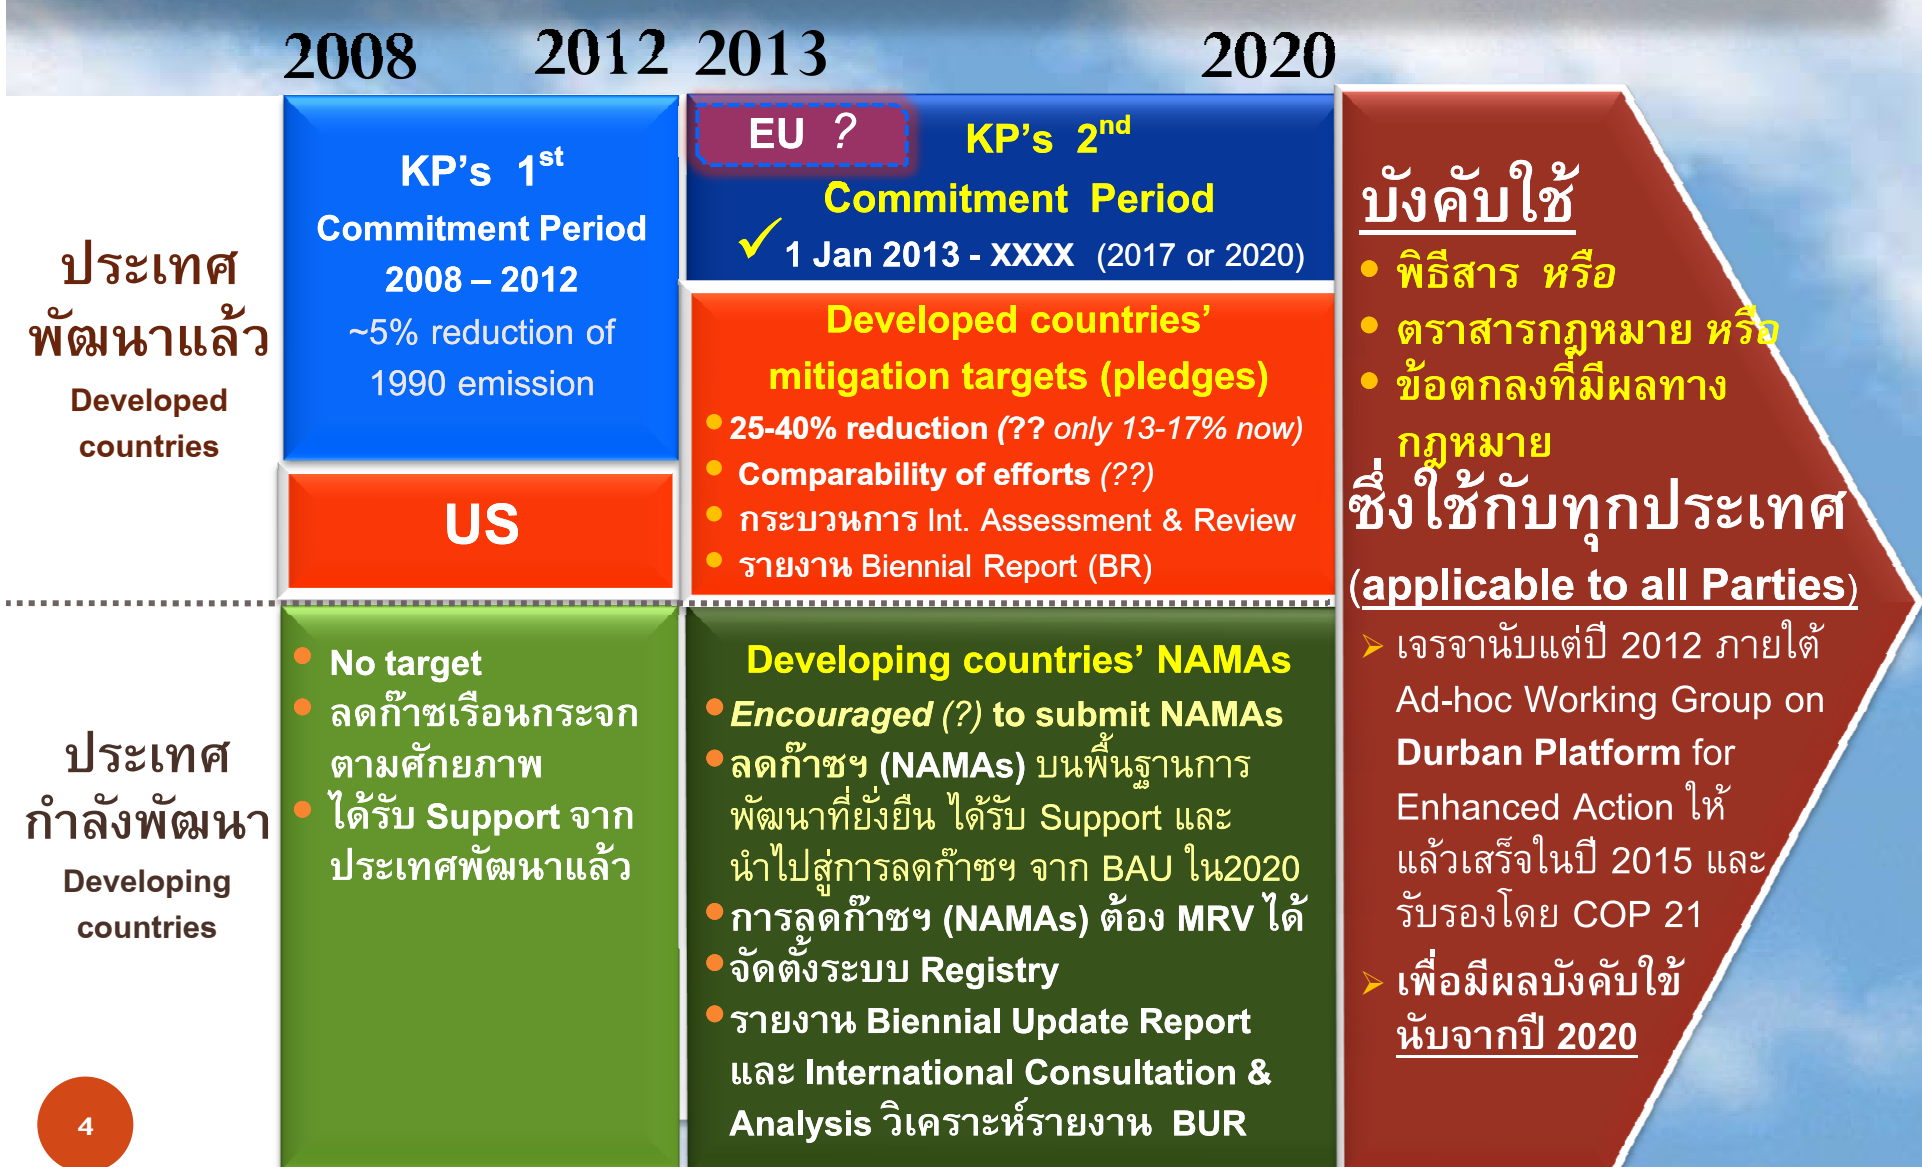 2008 2012 2013 2020
ประเทศ
พัฒนาแล้ว
Developed
countries
KP's 1st
Commitment Period
2008 – 2012
~5% reduction of
1990 emission
US
EU ?
KP's 2nd
Commitment Period
✓ 1 Jan 2013 - XXXX (2017 or 2020)
Developed countries'
mitigation targets (pledges)
• 25-40% reduction (?? only 13-17% now)
• Comparability of efforts (??)
• กระบวนการ Int. Assessment & Review
• รายงาน Biennial Report (BR)
ประเทศ
กำลังพัฒนา
Developing
countries
• No target
• ลดก๊าซเรือนกระจก
ตามศักยภาพ
• ได้รับ Support จาก
ประเทศพัฒนาแล้ว
Developing countries' NAMAs
• Encouraged (?) to submit NAMAs
• ลดก๊าซฯ (NAMAs) บนพื้นฐานการ
พัฒนาที่ยั่งยืน ได้รับ Support และ
นำไปสู่การลดก๊าซฯ จาก BAU ใน2020
• การลดก๊าซฯ (NAMAs) ต้อง MRV ได้
• จัดตั้งระบบ Registry
• รายงาน Biennial Update Report
และ International Consultation &
Analysis วิเคราะห์รายงาน BUR
บังคับใช้
• พิธีสาร หรือ
• ตราสารกฎหมาย หรือ
• ข้อตกลงที่มีผลทาง
กฎหมาย
ซึ่งใช้กับทุกประเทศ
(applicable to all Parties)
➢ เจรจานับแต่ปี 2012 ภายใต้
Ad-hoc Working Group on
Durban Platform for
Enhanced Action ให้
แล้วเสร็จในปี 2015 และ
รับรองโดย COP 21
➢ เพื่อมีผลบังคับใข้
นับจากปี 2020
4